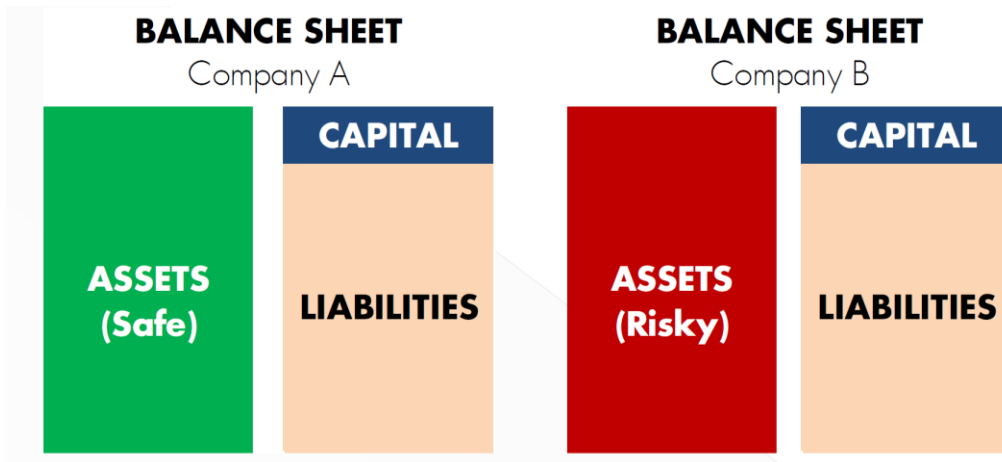 BALANCE SHEET
Company A
CAPITAL
ASSETS
(Safe)
LIABILITIES
BALANCE SHEET
Company B
CAPITAL
ASSETS
(Risky)
LIABILITIES